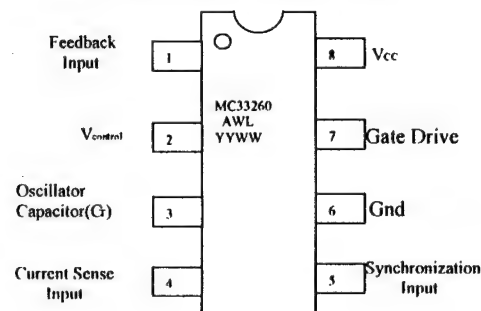 Feedback
Input
1
8
Vcc
MC33260
AWL
YYWW
Vcontrol
2
7
Gate Drive
Oscillator
Capacitor(G)
3
6
Gnd
Current Sense
Input
4
5
Synchronization
Input